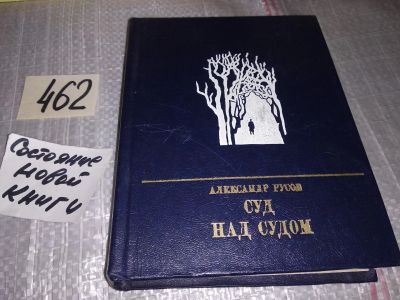 462
Состояние
новой
книги
АЛЕКСАНДР РУСОВ
СУД
НАД СУДОМ